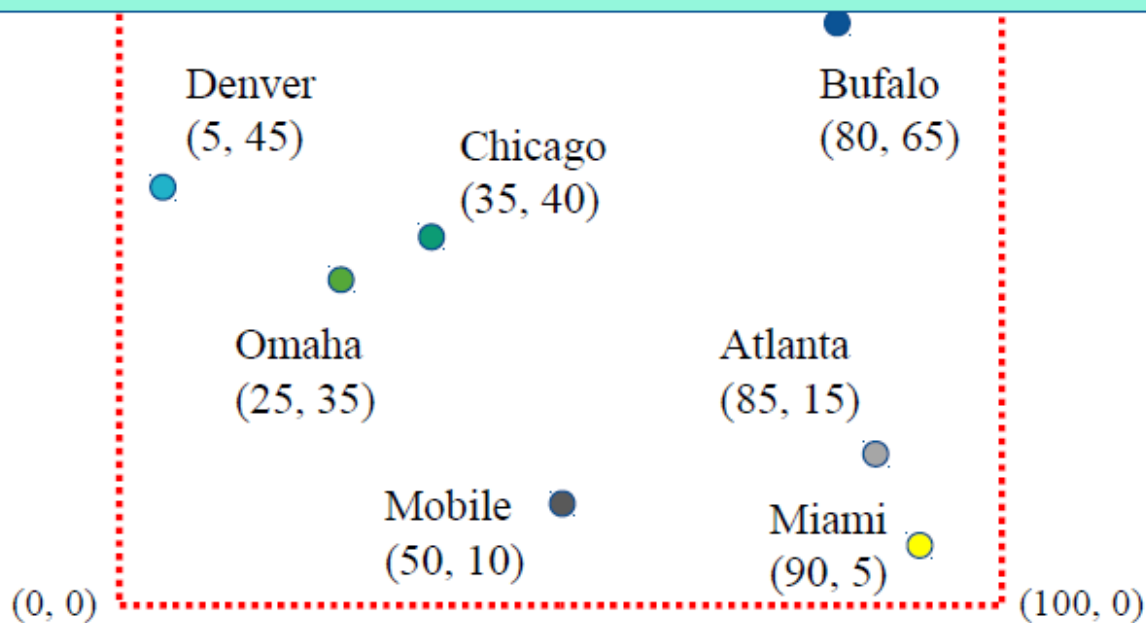 Denver
(5, 45)
Bufalo
(80, 65)
Chicago
(35, 40)
Omaha
(25, 35)
Atlanta
(85, 15)
Mobile
(50, 10)
Miami
(90, 5)
(0, 0)
(100, 0)